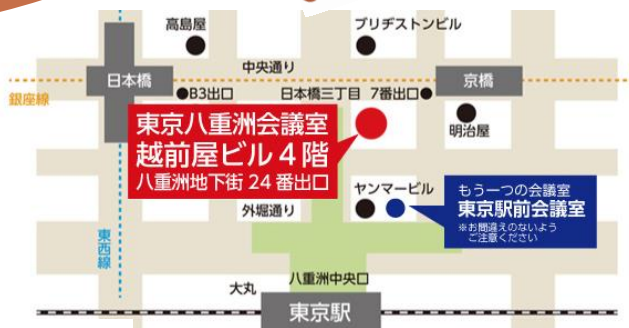 高島屋
ブリヂストンビル
中央通り
日本橋
京橋
銀座線
●B3出口
日本橋三丁目
7番出口●
明治屋
東京八重洲会議室
越前屋ビル4階
八重洲地下街24番出口
ヤンマービル
もう一つの会議室
東京駅前会議室
※お間違えのないよう
ご注意ください
外堀通り
東西線
八重洲中央口
大丸
東京駅